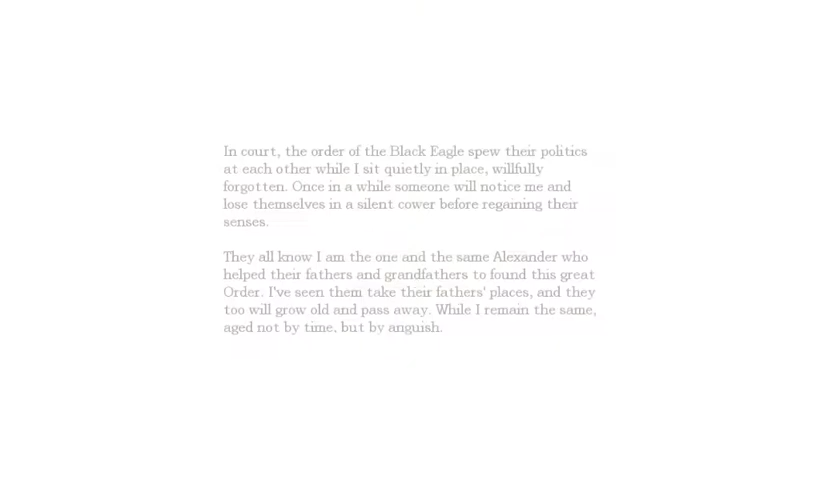 In court, the order of the Black Eagle spew their politics
at each other while I sit quietly in place, willfully
forgotten. Once in a while someone will notice me and
lose themselves in a silent cower before regaining their
senses.
They all know I am the one and the same Alexander who
helped their fathers and grandfathers to found this great
Order. I've seen them take their fathers' places, and they
too will grow old and pass away. While I remain the same,
aged not by time, but by anguish.